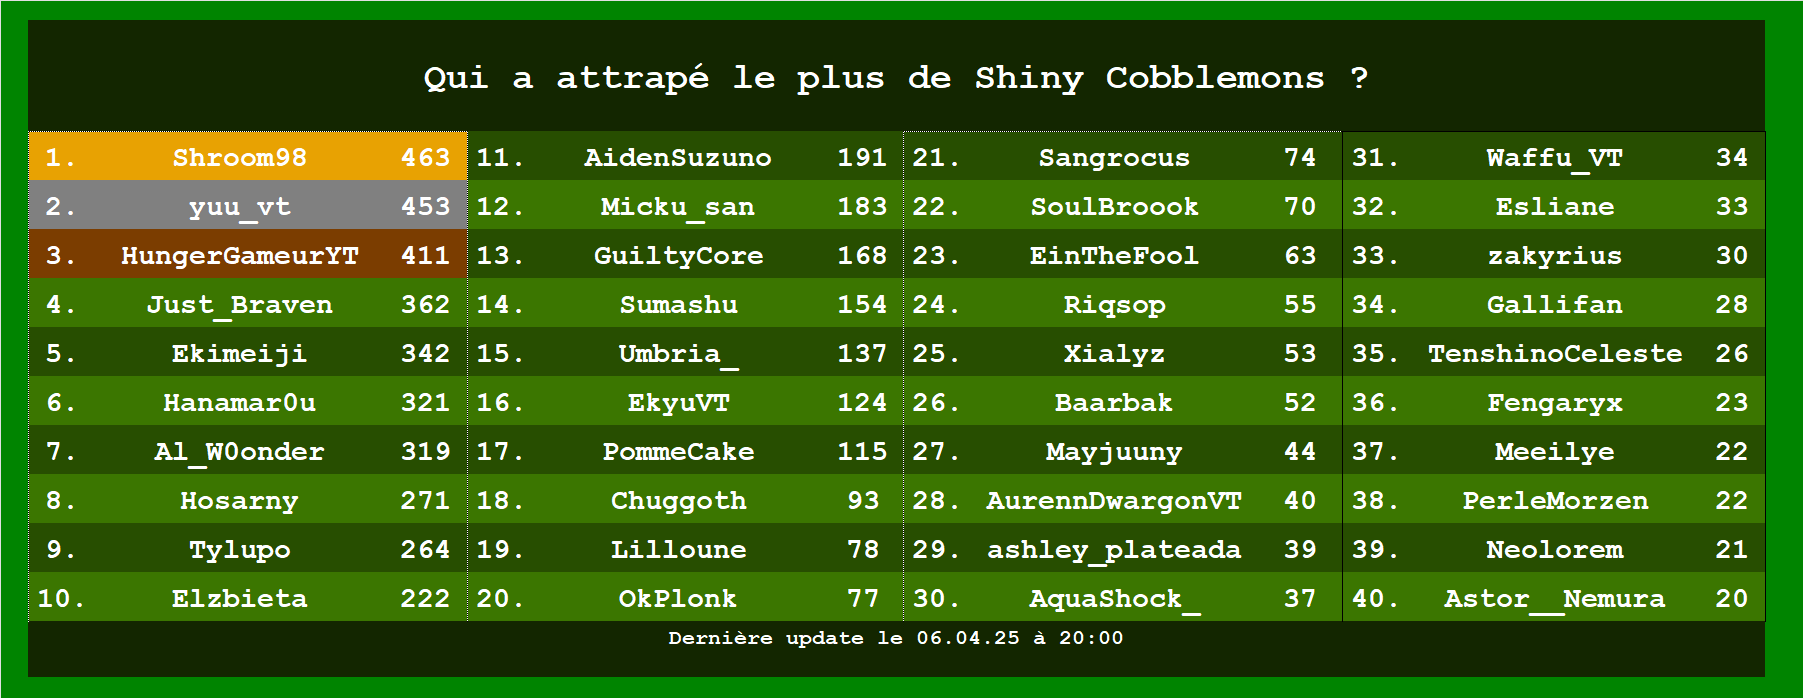 Qui a attrapé le plus de Shiny Cobblemons ?
1. Shroom98 463 11. AidenSuzuno 191 21. Sangrocus 74 31. Waffu_VT 34
2. yuu_vt 453 12. Micku_san 183 22. SoulBroook 70 32. Esliane 33
3. HungerGameurYT 411 13. GuiltyCore 168 23. EinTheFool 63 33. zakyrius 30
4. Just_Braven 362 14. Sumashu 154 24. Riqsop 55 34. Gallifan 28
5. Ekimeiji 342 15. Umbria_ 137 25. Xialyz 53 35. TenshinoCeleste 26
6. Hanamar0u 321 16. EkyuVT 124 26. Baarbak 52 36. Fengaryx 23
7. Al_W0onder 319 17. PommeCake 115 27. Mayjuuny 44 37. Meeilye 22
8. Hosarny 271 18. Chuggoth 93 28. AurennDwargonVT 40 38. PerleMorzen 22
9. Tylupo 264 19. Lilloune 78 29. ashley_plateada 39 39. Neolorem 21
10. Elzbieta 222 20. OkPlonk 77 30. AquaShock_ 37 40. Astor__Nemura 20
Dernière update le 06.04.25 à 20:00